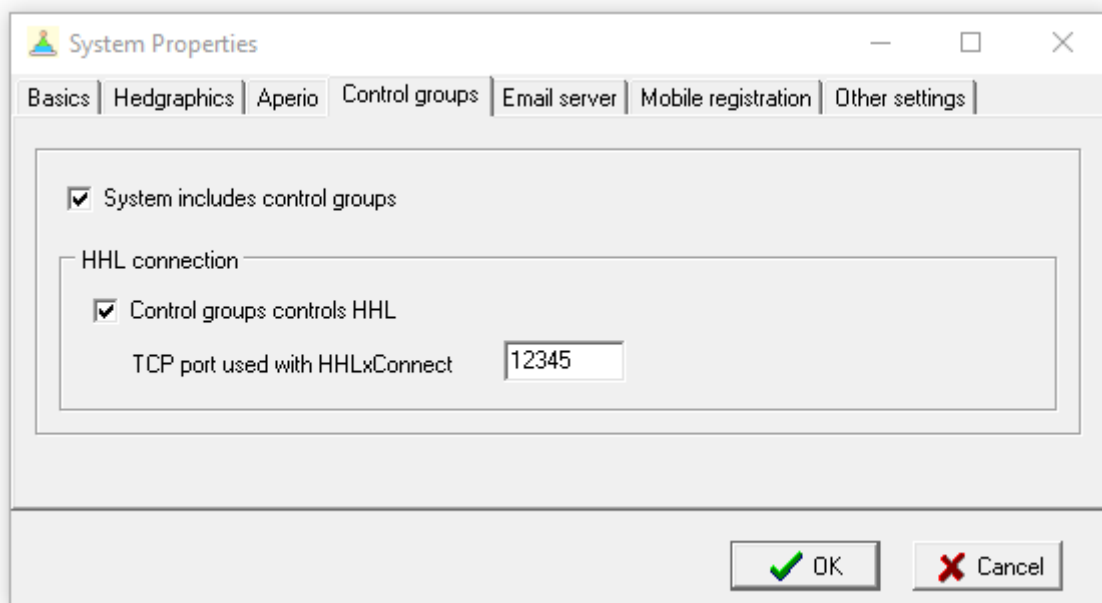 System Properties
Basics Hedgraphics Aperio Control groups Email server Mobile registration Other settings
System includes control groups
HHL connection
Control groups controls HHL
TCP port used with HHLxConnect 12345
OK Cancel